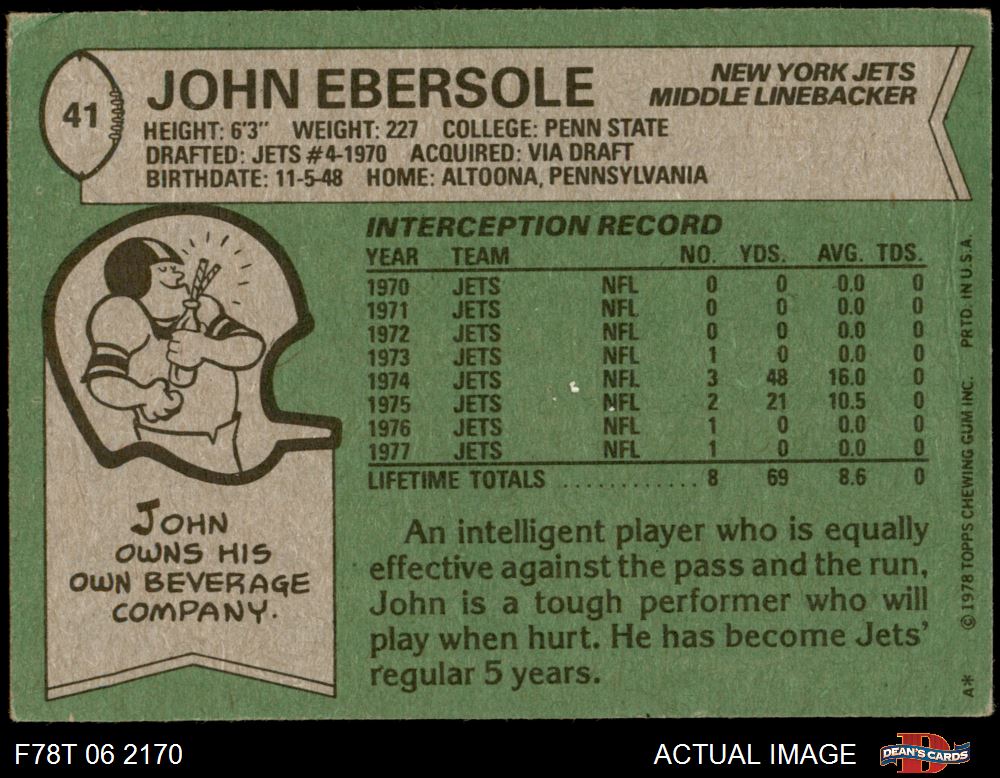 41
JOHN EBERSOLE
NEW YORK JETS
MIDDLE LINEBACKER
HEIGHT: 6'3" WEIGHT: 227 COLLEGE: PENN STATE
DRAFTED: JETS #4-1970 ACQUIRED: VIA DRAFT
BIRTHDATE: 11-5-48 HOME: ALTOONA, PENNSYLVANIA
INTERCEPTION RECORD
YEAR TEAM NO. YDS. AVG. TDS.
1970 JETS NFL 0 0 0.0 0
1971 JETS NFL 0 0 0.0 0
1972 JETS NFL 0 0 0.0 0
1973 JETS NFL 1 0 0.0 0
1974 JETS NFL 3 48 16.0 0
1975 JETS NFL 2 21 10.5 0
1976 JETS NFL 1 0 0.0 0
1977 JETS NFL 1 0 0.0 0
LIFETIME TOTALS ............ 8 69 8.6 0
JOHN
OWNS HIS
OWN BEVERAGE
COMPANY.
An intelligent player who is equally
effective against the pass and the run,
John is a tough performer who will
play when hurt. He has become Jets'
regular 5 years.
A* © 1978 TOPPS CHEWING GUM INC. PRTD. IN U.S.A.
F78T 06 2170
ACTUAL IMAGE
D
DEAN'S CARDS